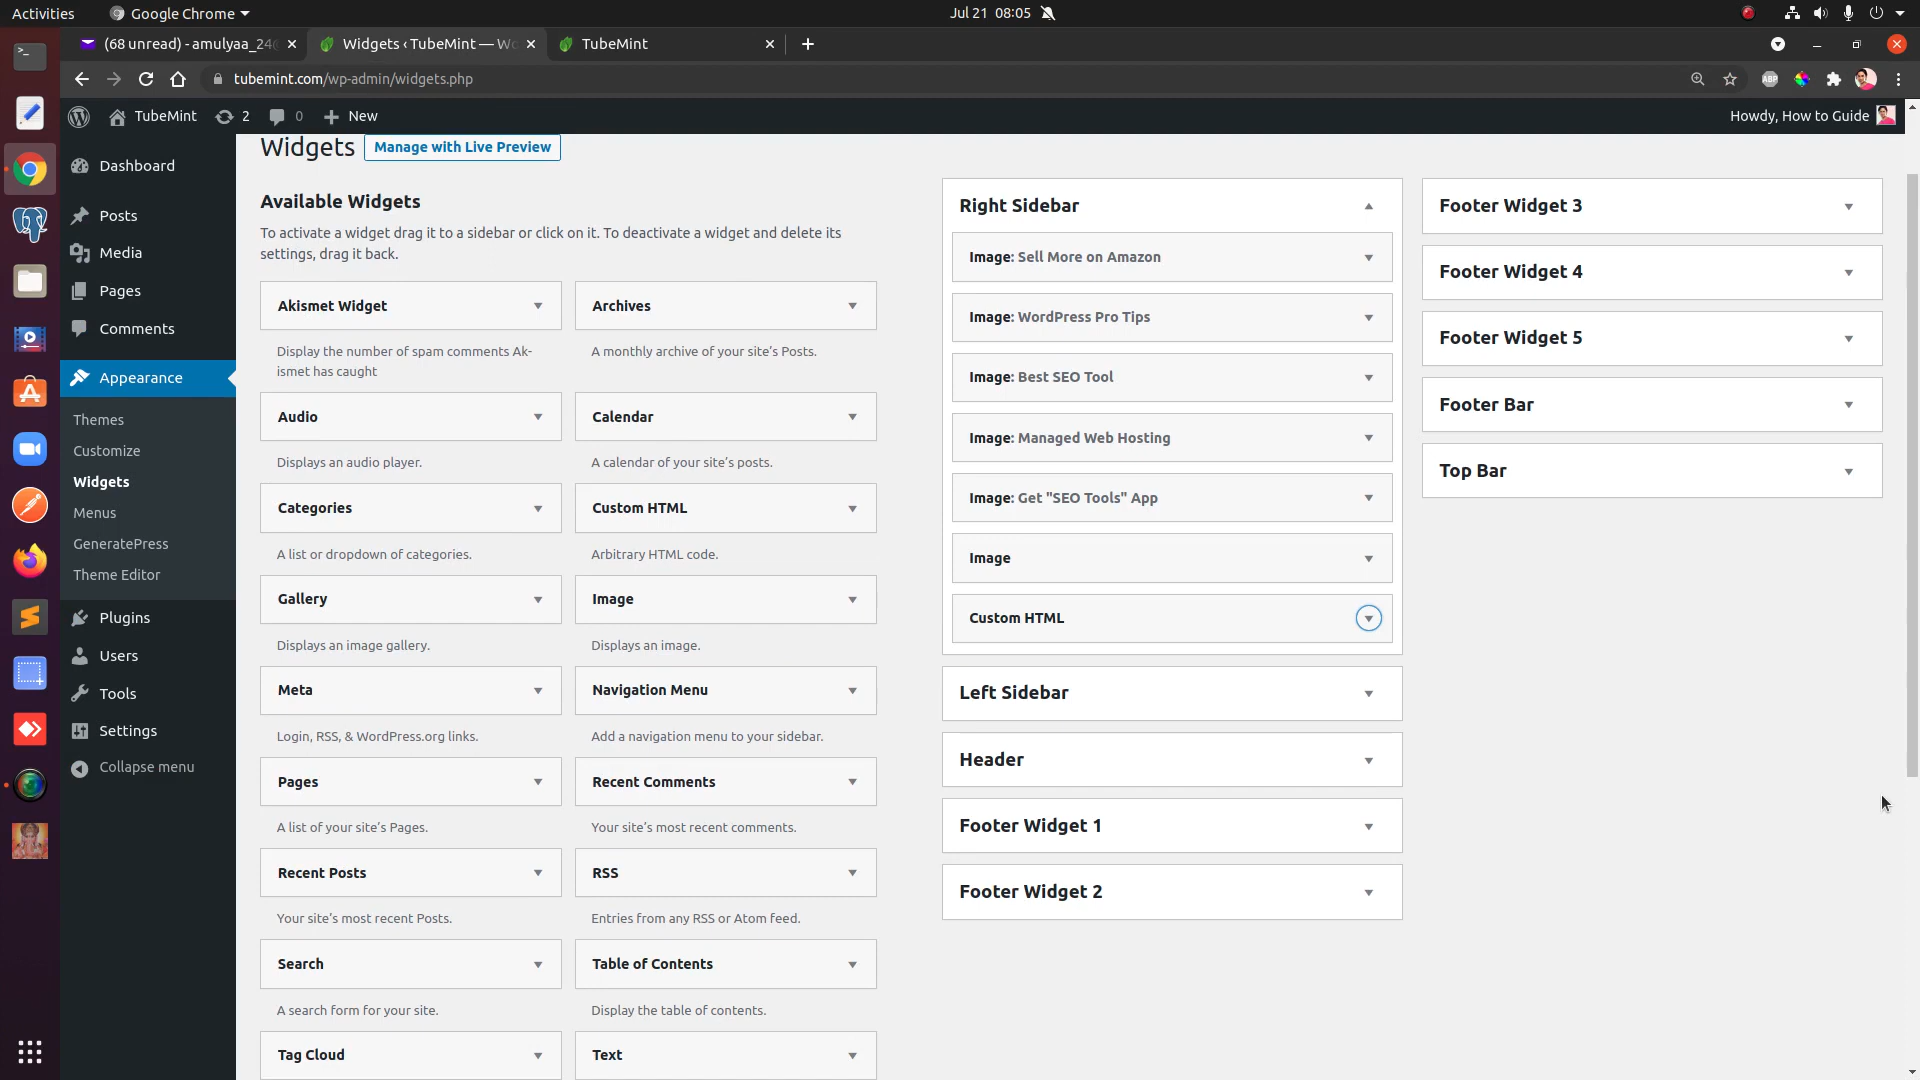 Activities
Google Chrome
Jul 21 08:05
(68 unread) - amulyaa_24@
Widgets ‹ TubeMint — Wo
TubeMint
tubemint.com/wp-admin/widgets.php
ABP
TubeMint
2
0
New
Howdy, How to Guide
Dashboard
Posts
Media
Pages
Comments
Appearance
Themes
Customize
Widgets
Menus
GeneratePress
Theme Editor
Plugins
Users
Tools
Settings
Collapse menu
Widgets
Manage with Live Preview
Available Widgets
To activate a widget drag it to a sidebar or click on it. To deactivate a widget and delete its
settings, drag it back.
Akismet Widget
Display the number of spam comments Ak-
ismet has caught
Archives
A monthly archive of your site’s Posts.
Audio
Displays an audio player.
Calendar
A calendar of your site’s posts.
Categories
A list or dropdown of categories.
Custom HTML
Arbitrary HTML code.
Gallery
Displays an image gallery.
Image
Displays an image.
Meta
Login, RSS, & WordPress.org links.
Navigation Menu
Add a navigation menu to your sidebar.
Pages
A list of your site’s Pages.
Recent Comments
Your site’s most recent comments.
Recent Posts
Your site’s most recent Posts.
RSS
Entries from any RSS or Atom feed.
Search
A search form for your site.
Table of Contents
Display the table of contents.
Tag Cloud
Text
Right Sidebar
Image: Sell More on Amazon
Image: WordPress Pro Tips
Image: Best SEO Tool
Image: Managed Web Hosting
Image: Get "SEO Tools" App
Image
Custom HTML
Left Sidebar
Header
Footer Widget 1
Footer Widget 2
Footer Widget 3
Footer Widget 4
Footer Widget 5
Footer Bar
Top Bar